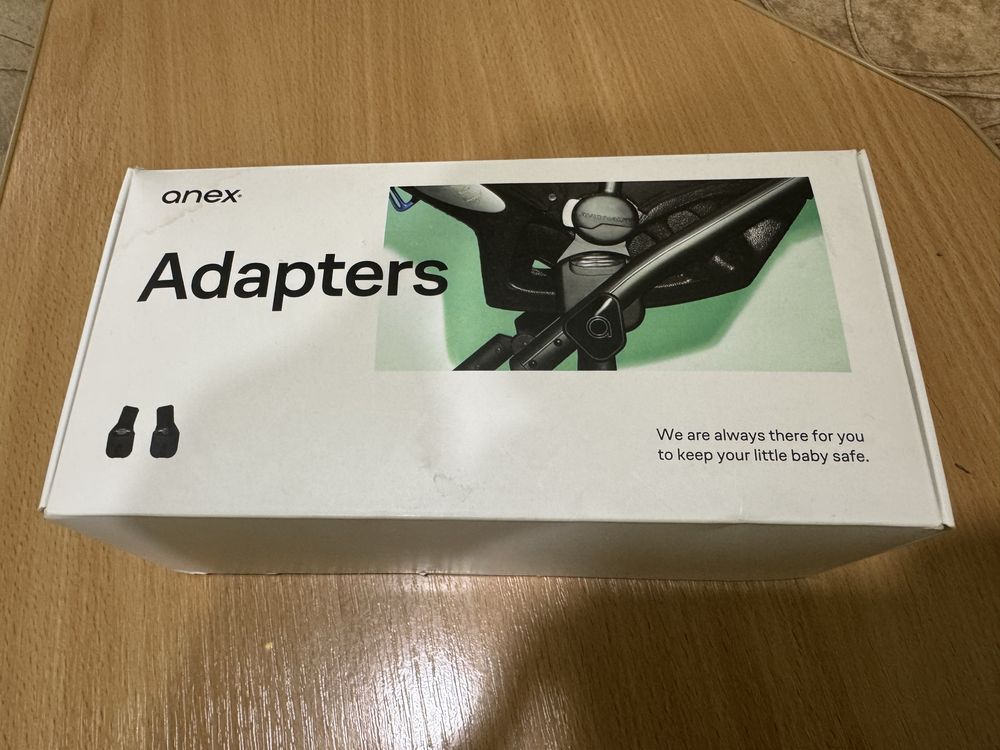 anex
Adapters
We are always there for you
to keep your little baby safe.